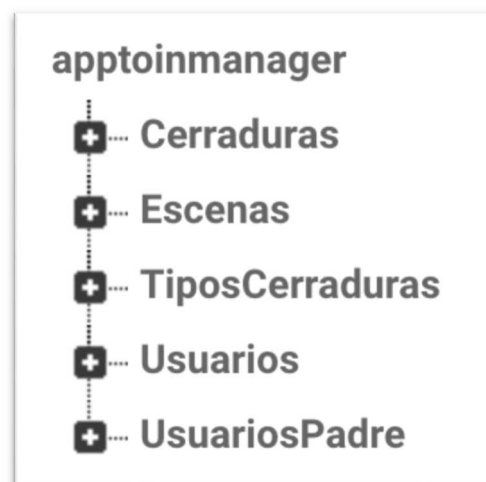 apptoinmanager
Cerraduras
Escenas
TiposCerraduras
Usuarios
UsuariosPadre